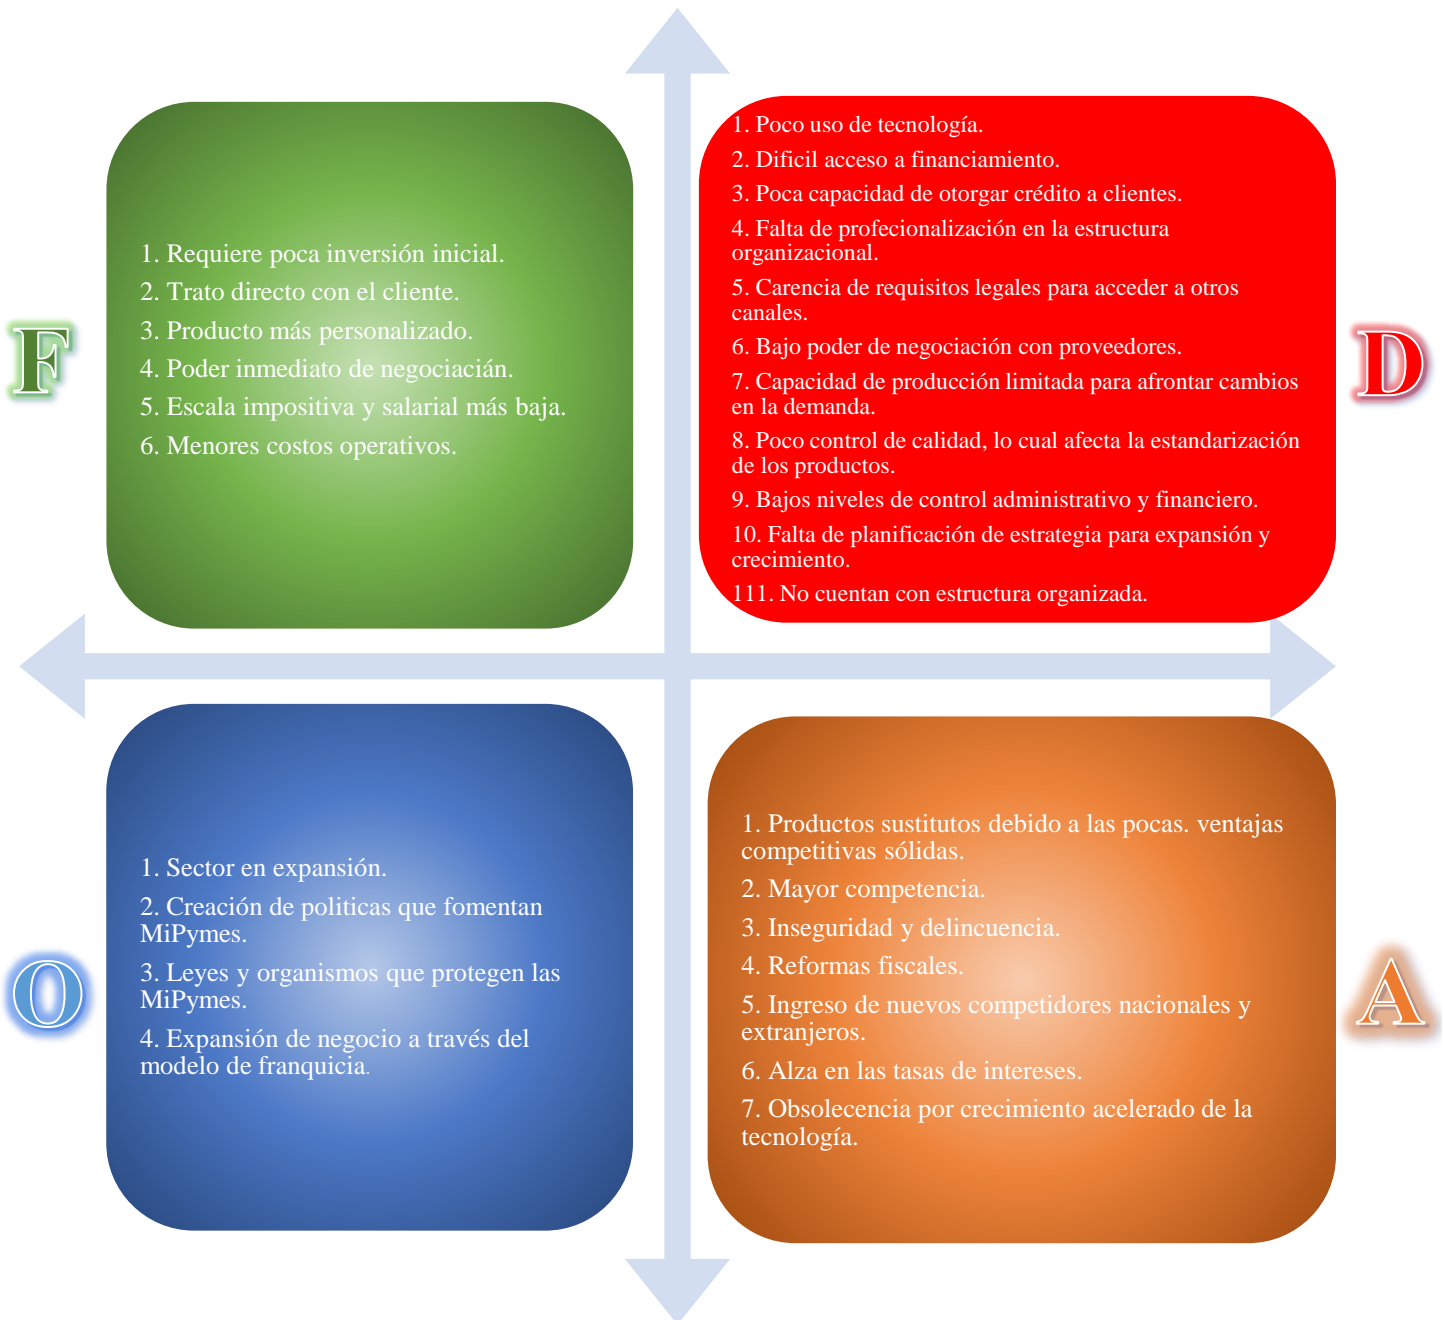 F
1. Requiere poca inversión inicial.
2. Trato directo con el cliente.
3. Producto más personalizado.
4. Poder inmediato de negociacián.
5. Escala impositiva y salarial más baja.
6. Menores costos operativos.
D
1. Poco uso de tecnología.
2. Dificil acceso a financiamiento.
3. Poca capacidad de otorgar crédito a clientes.
4. Falta de profecionalización en la estructura
organizacional.
5. Carencia de requisitos legales para acceder a otros
canales.
6. Bajo poder de negociación con proveedores.
7. Capacidad de producción limitada para afrontar cambios
en la demanda.
8. Poco control de calidad, lo cual afecta la estandarización
de los productos.
9. Bajos niveles de control administrativo y financiero.
10. Falta de planificación de estrategia para expansión y
crecimiento.
111. No cuentan con estructura organizada.
O
1. Sector en expansión.
2. Creación de politicas que fomentan
MiPymes.
3. Leyes y organismos que protegen las
MiPymes.
4. Expansión de negocio a través del
modelo de franquicia.
A
1. Productos sustitutos debido a las pocas. ventajas
competitivas sólidas.
2. Mayor competencia.
3. Inseguridad y delincuencia.
4. Reformas fiscales.
5. Ingreso de nuevos competidores nacionales y
extranjeros.
6. Alza en las tasas de intereses.
7. Obsolecencia por crecimiento acelerado de la
tecnología.